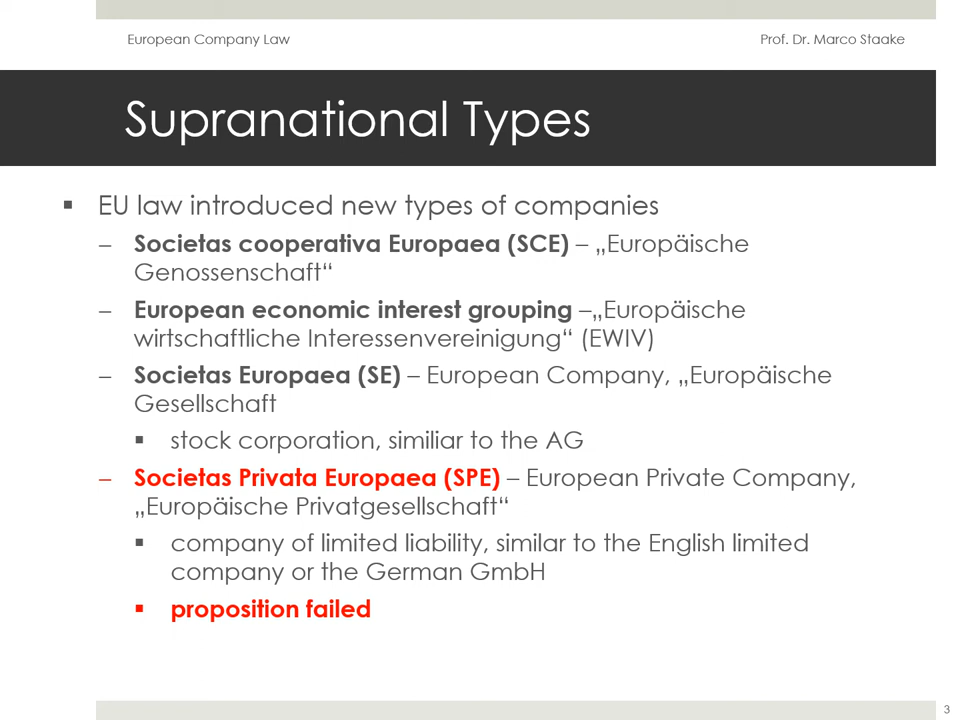 European Company Law
Prof. Dr. Marco Staake
Supranational Types
▪ EU law introduced new types of companies
– Societas cooperativa Europaea (SCE) – „Europäische
Genossenschaft“
– European economic interest grouping –„Europäische
wirtschaftliche Interessenvereinigung“ (EWIV)
– Societas Europaea (SE) – European Company, „Europäische
Gesellschaft
▪ stock corporation, similiar to the AG
– Societas Privata Europaea (SPE) – European Private Company,
„Europäische Privatgesellschaft“
▪ company of limited liability, similar to the English limited
company or the German GmbH
▪ proposition failed
3